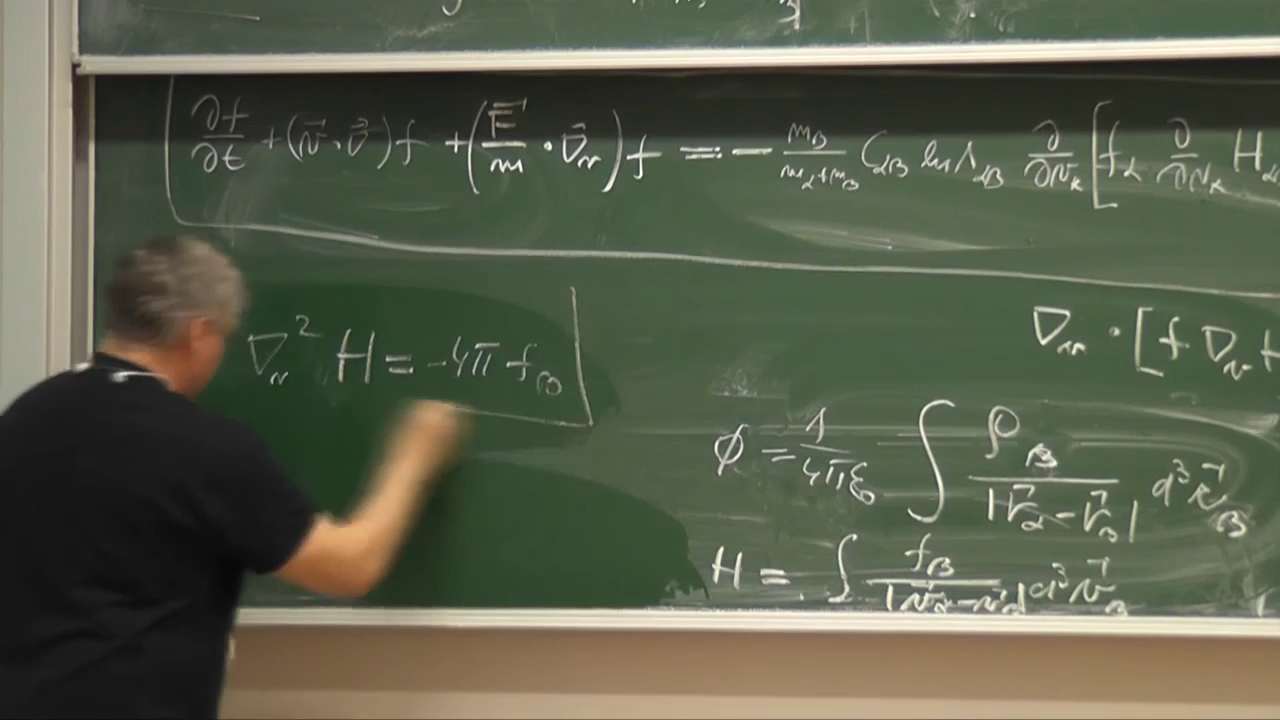 ∂f/∂t + (v⃗·∇⃗)f + (F⃗/m · ∇⃗_v)f = - m_β/(m_α+m_β) C_αβ ln Λ_αβ ∂/∂v_k [f_α ∂/∂v_k H_α
∇_v² H = -4π f_β
∇_v · [f ∇_v H
ϕ = 1/4πε ∫ ρ_β/|r⃗_α - r⃗_β| d³r⃗_β
H = ∫ f_β/|v⃗_α - v⃗_β| d³v⃗_β